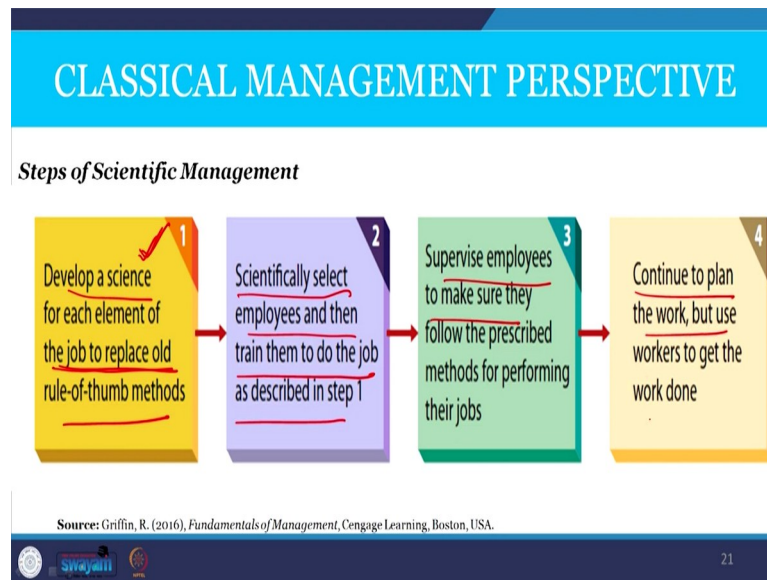 CLASSICAL MANAGEMENT PERSPECTIVE
Steps of Scientific Management
1
Develop a science
for each element of
the job to replace old
rule-of-thumb methods
2
Scientifically select
employees and then
train them to do the job
as described in step 1
3
Supervise employees
to make sure they
follow the prescribed
methods for performing
their jobs
4
Continue to plan
the work, but use
workers to get the
work done
Source: Griffin, R. (2016), Fundamentals of Management, Cengage Learning, Boston, USA.
swayam
21